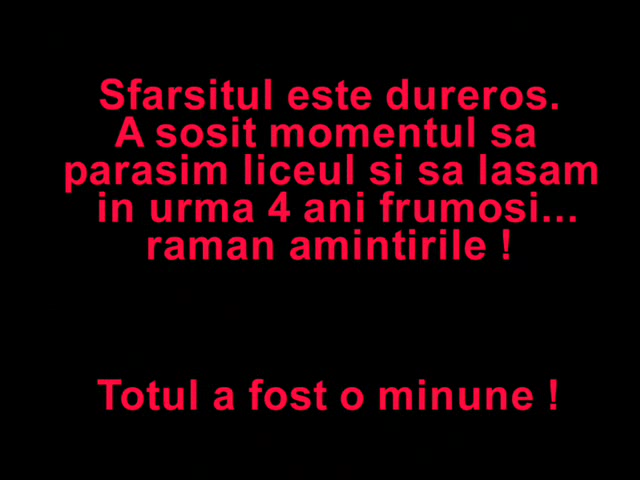 Sfarsitul este dureros.
A sosit momentul sa
parasim liceul si sa lasam
in urma 4 ani frumosi...
raman amintirile !
Totul a fost o minune !